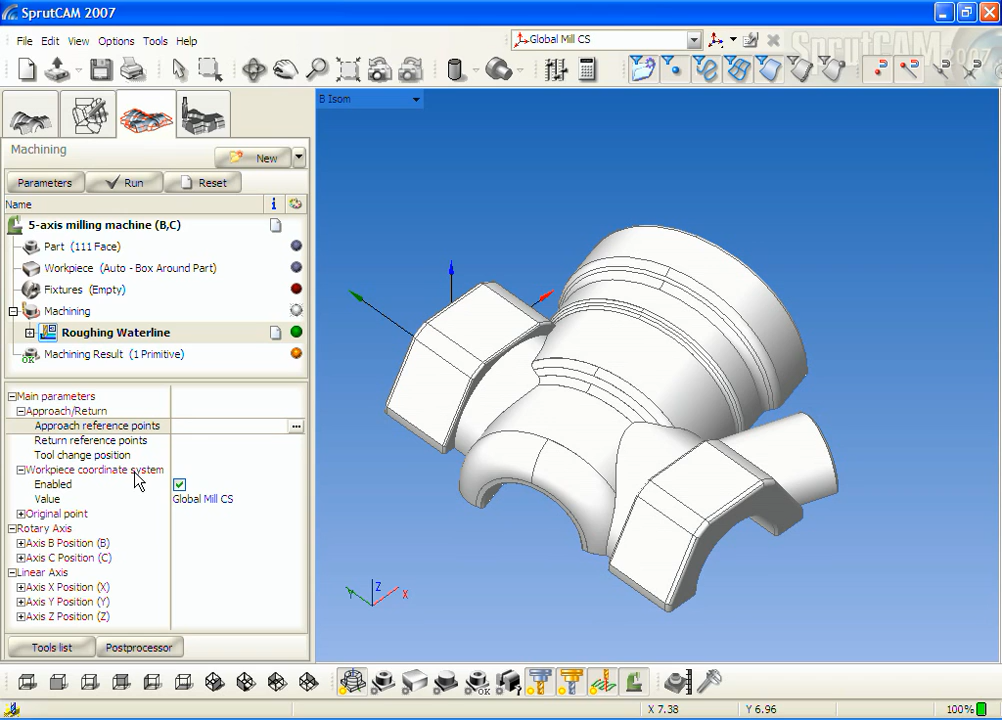 SprutCAM 2007
File Edit View Options Tools Help
Global Mill CS
SprutCAM 2007
B Isom
Machining
New
Parameters Run Reset
Name
5-axis milling machine (B,C)
Part (111 Face)
Workpiece (Auto - Box Around Part)
Fixtures (Empty)
Machining
Roughing Waterline
Machining Result (1 Primitive)
OK
Main parameters
Approach/Return
Approach reference points
Return reference points
Tool change position
Workpiece coordinate system
Enabled
Value Global Mill CS
Original point
Rotary Axis
Axis B Position (B)
Axis C Position (C)
Linear Axis
Axis X Position (X)
Axis Y Position (Y)
Axis Z Position (Z)
Z
Y X
Tools list Postprocessor
OK
X 7.38 Y 6.96 100%